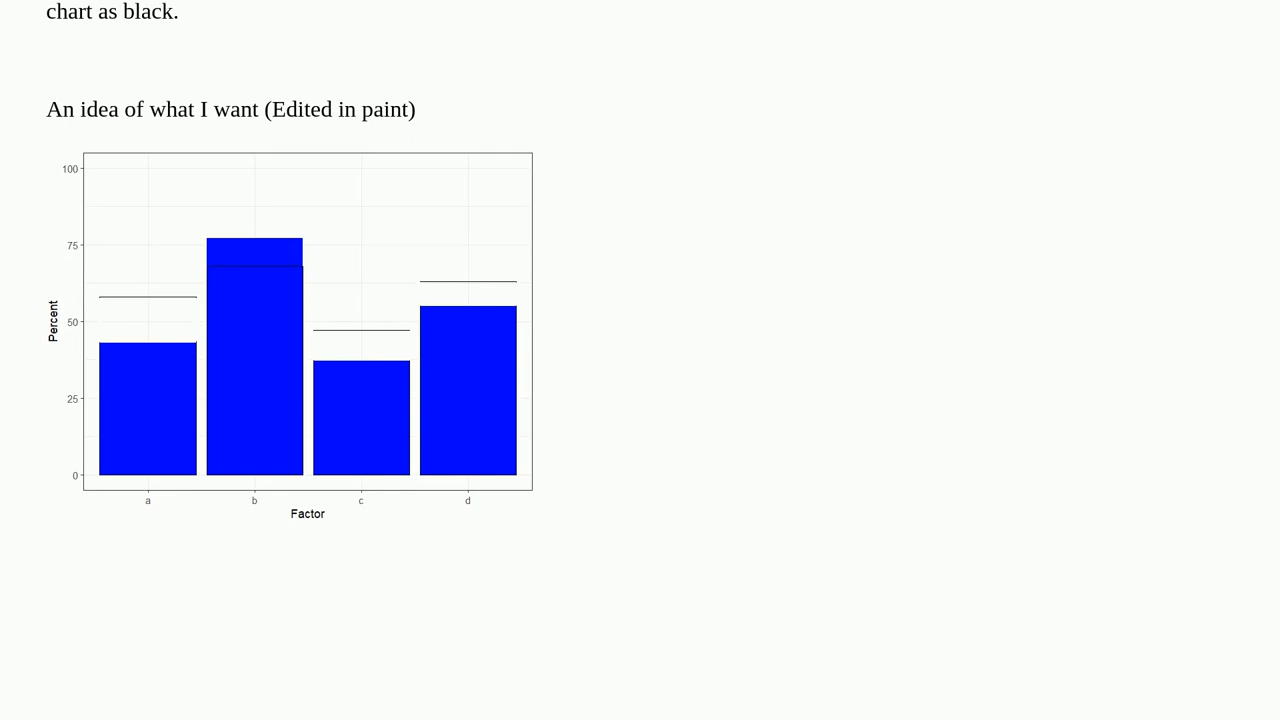 chart as black.
An idea of what I want (Edited in paint)
100
75
50
25
0
Percent
a b c d
Factor